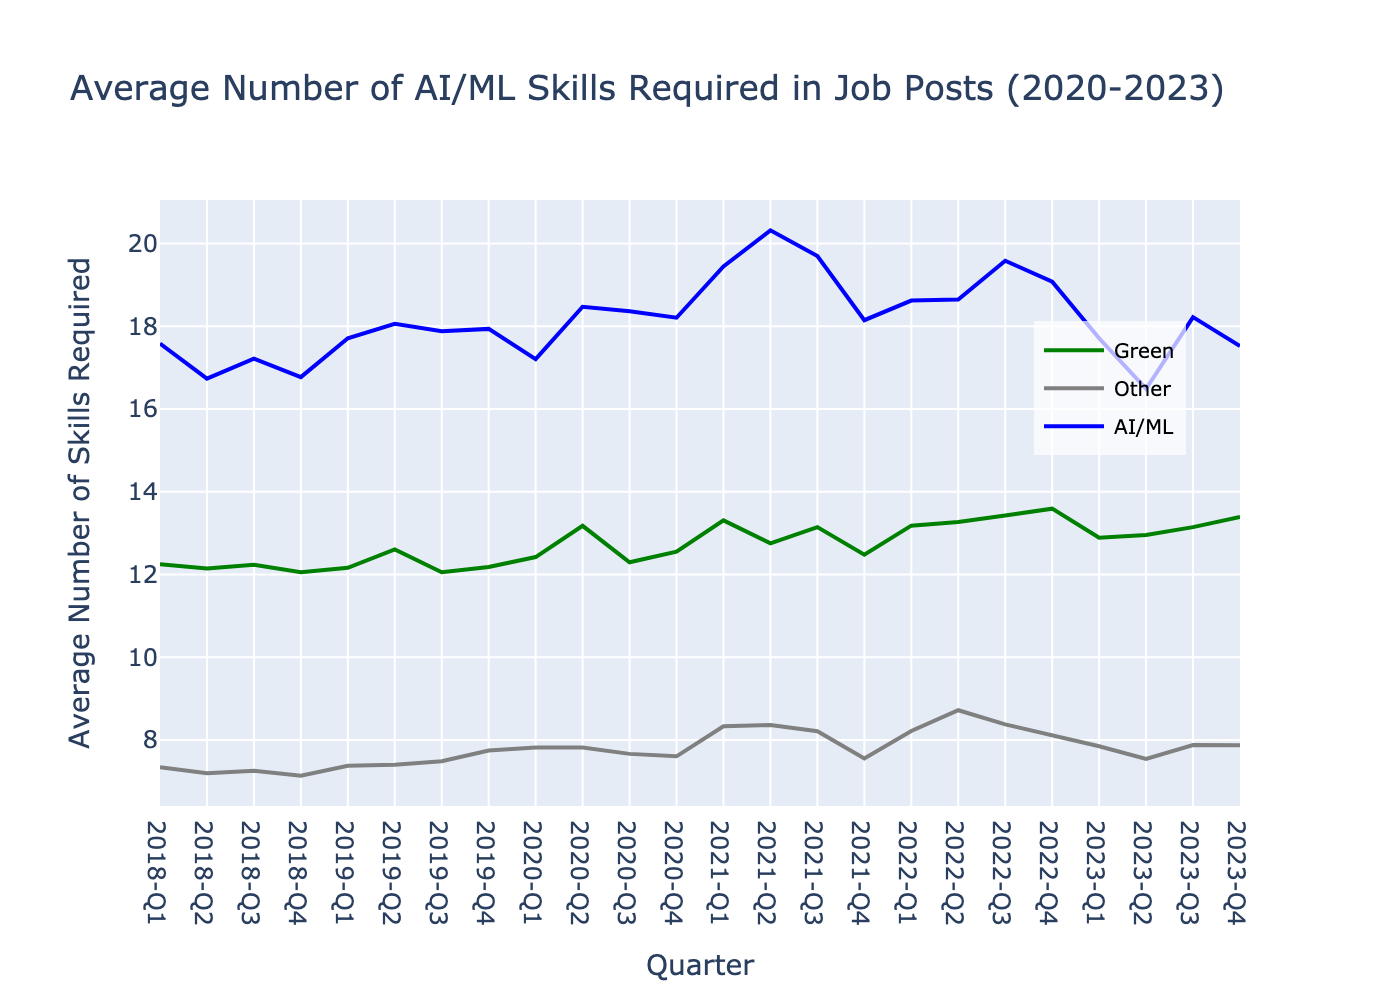 Average Number of AI/ML Skills Required in Job Posts (2020-2023)
Average Number of Skills Required
20
18
16
14
12
10
8
Green
Other
AI/ML
2018-Q1
2018-Q2
2018-Q3
2018-Q4
2019-Q1
2019-Q2
2019-Q3
2019-Q4
2020-Q1
2020-Q2
2020-Q3
2020-Q4
2021-Q1
2021-Q2
2021-Q3
2021-Q4
2022-Q1
2022-Q2
2022-Q3
2022-Q4
2023-Q1
2023-Q2
2023-Q3
2023-Q4
Quarter